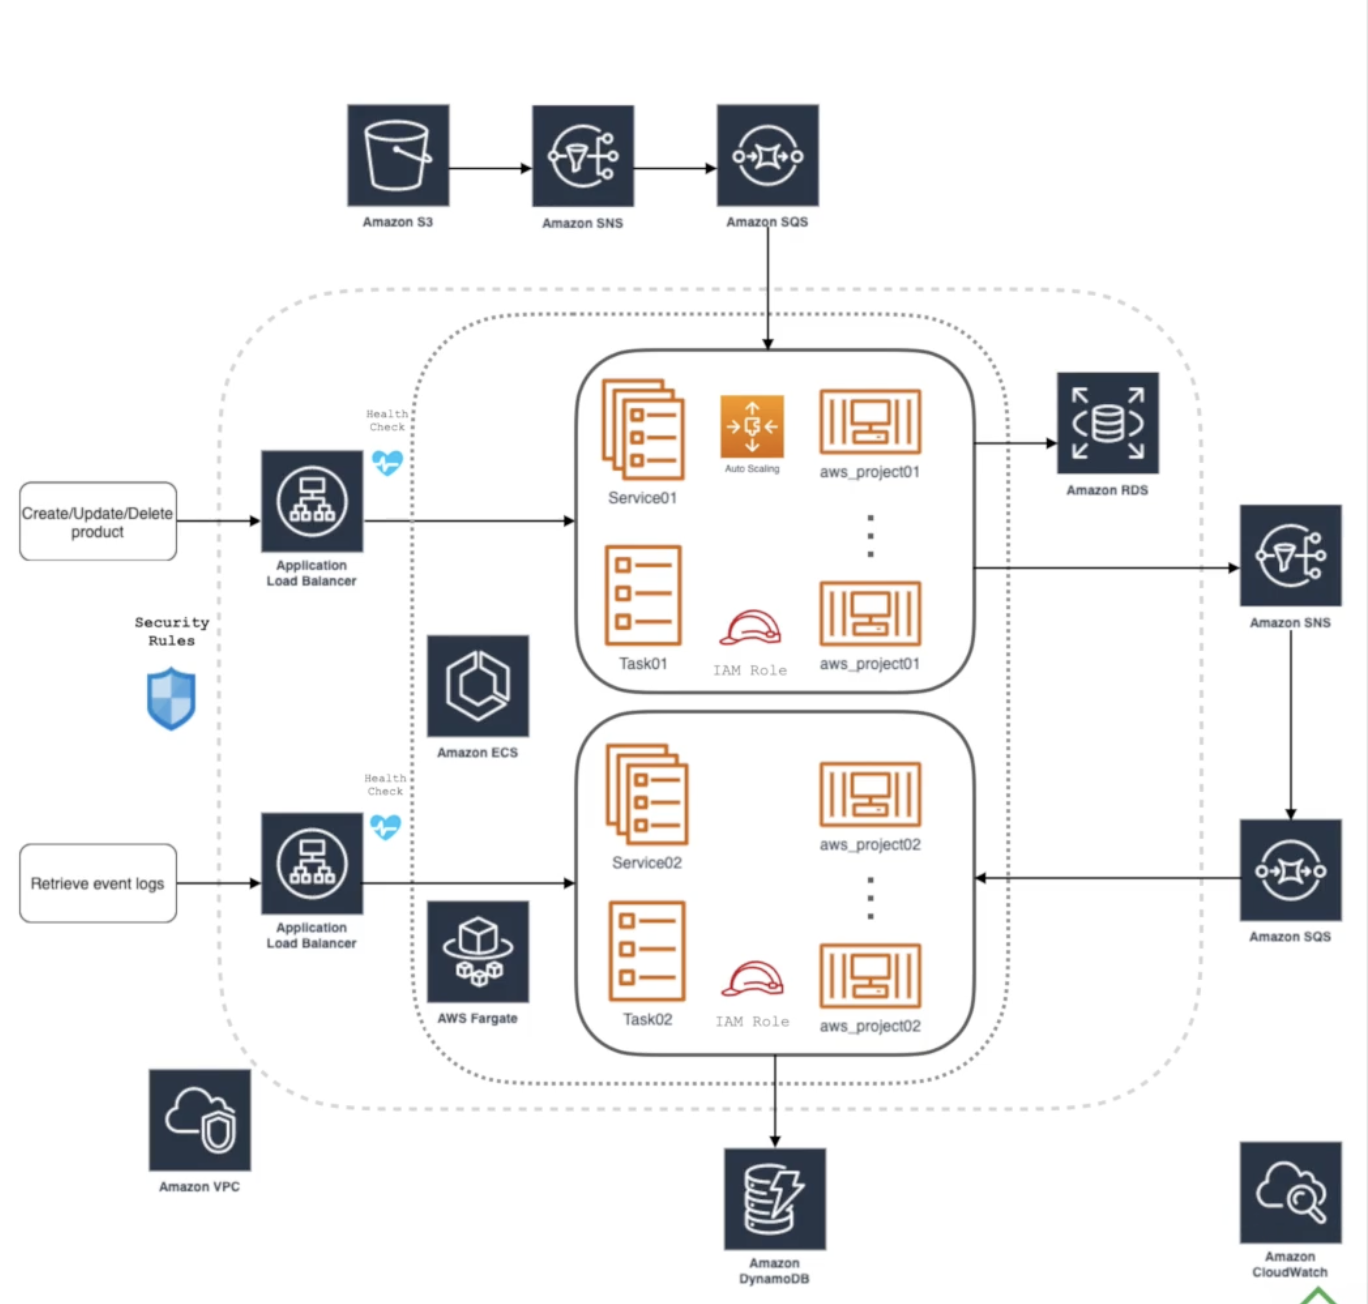 Amazon S3
Amazon SNS
Amazon SQS
Health
Check
Service01
Auto Scaling
aws_project01
Amazon RDS
Create/Update/Delete
product
Application
Load Balancer
Amazon SNS
Security
Rules
Task01
IAM Role
aws_project01
Amazon ECS
Health
Check
Service02
aws_project02
Retrieve event logs
Application
Load Balancer
Amazon SQS
AWS Fargate
Task02
IAM Role
aws_project02
Amazon VPC
Amazon
DynamoDB
Amazon
CloudWatch